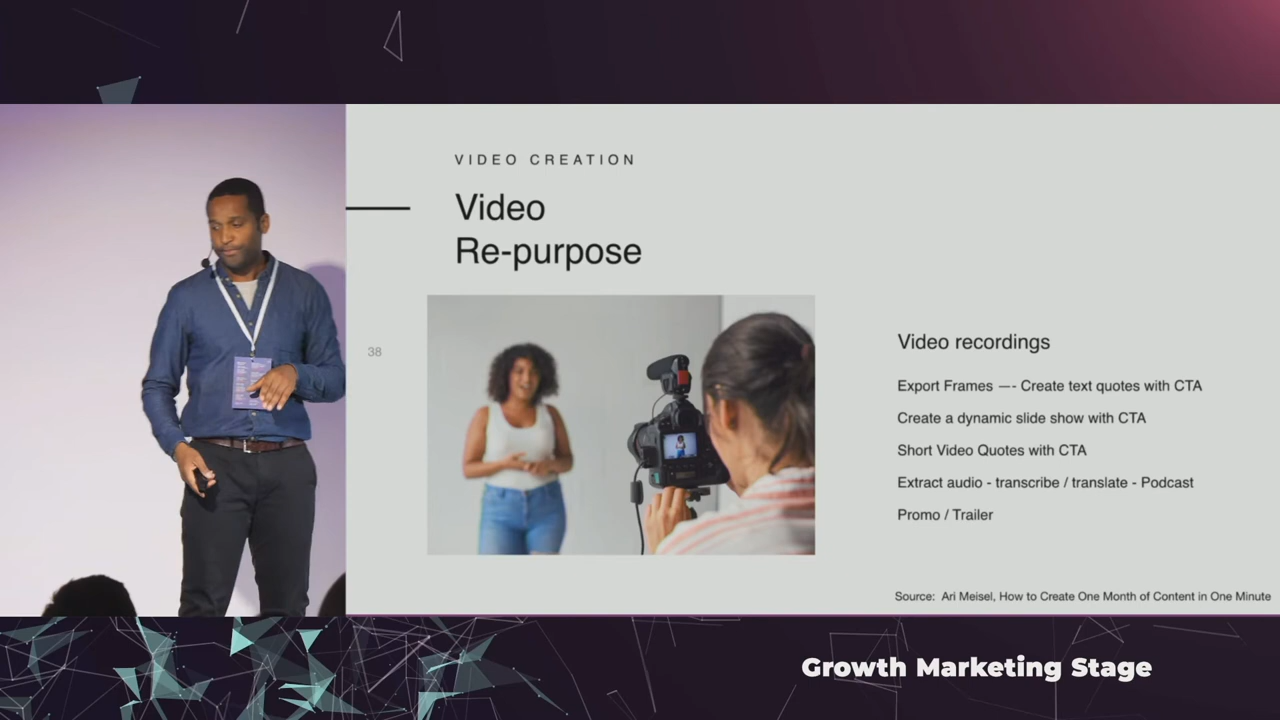 VIDEO CREATION
Video
Re-purpose
38
Video recordings
Export Frames —- Create text quotes with CTA
Create a dynamic slide show with CTA
Short Video Quotes with CTA
Extract audio - transcribe / translate - Podcast
Promo / Trailer
Source:  Ari Meisel, How to Create One Month of Content in One Minute
Growth Marketing Stage